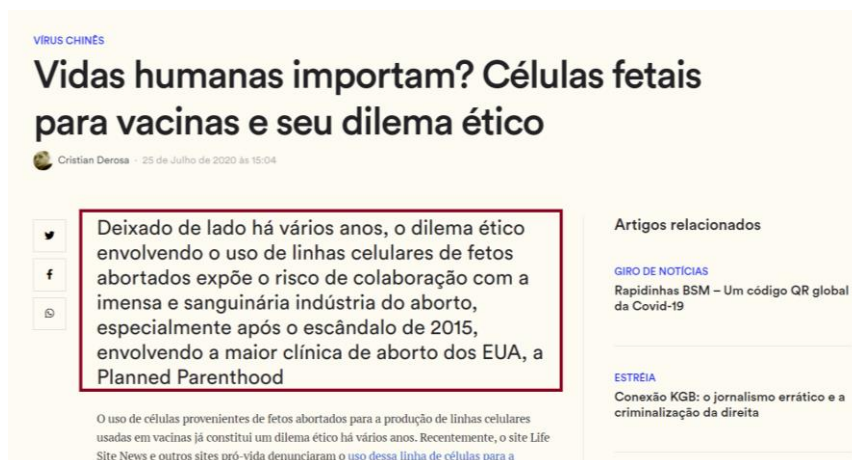 VÍRUS CHINÊS
Vidas humanas importam? Células fetais
para vacinas e seu dilema ético
Cristian Derosa · 25 de Julho de 2020 às 15:04
Deixado de lado há vários anos, o dilema ético
envolvendo o uso de linhas celulares de fetos
abortados expõe o risco de colaboração com a
imensa e sanguinária indústria do aborto,
especialmente após o escândalo de 2015,
envolvendo a maior clínica de aborto dos EUA, a
Planned Parenthood
O uso de células provenientes de fetos abortados para a produção de linhas celulares
usadas em vacinas já constitui um dilema ético há vários anos. Recentemente, o site Life
Site News e outros sites pró-vida denunciaram o uso dessa linha de células para a
Artigos relacionados
GIRO DE NOTÍCIAS
Rapidinhas BSM – Um código QR global
da Covid-19
ESTRÉIA
Conexão KGB: o jornalismo errático e a
criminalização da direita